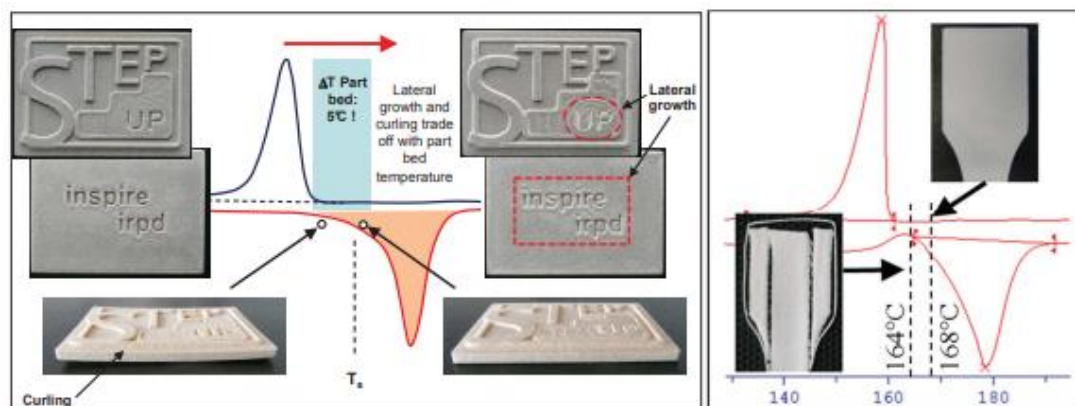 STEP
UP
inspire
irpd
ΔT Part
bed:
5°C !
Lateral
growth and
curling trade
off with part
bed
temperature
STEP
UP
Lateral
growth
inspire
irpd
Curling
Ts
164°C
168°C
140
160
180